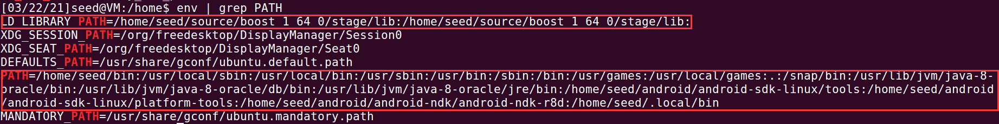 [03/22/21]seed@VM:/home$ env | grep PATH
LD_LIBRARY_PATH=/home/seed/source/boost_1_64_0/stage/lib:/home/seed/source/boost_1_64_0/stage/lib:
XDG_SESSION_PATH=/org/freedesktop/DisplayManager/Session0
XDG_SEAT_PATH=/org/freedesktop/DisplayManager/Seat0
DEFAULTS_PATH=/usr/share/gconf/ubuntu.default.path
PATH=/home/seed/bin:/usr/local/sbin:/usr/local/bin:/usr/sbin:/usr/bin:/sbin:/bin:/usr/games:/usr/local/games:.:/snap/bin:/usr/lib/jvm/java-8-
oracle/bin:/usr/lib/jvm/java-8-oracle/db/bin:/usr/lib/jvm/java-8-oracle/jre/bin:/home/seed/android/android-sdk-linux/tools:/home/seed/android
/android-sdk-linux/platform-tools:/home/seed/android/android-ndk/android-ndk-r8d:/home/seed/.local/bin
MANDATORY_PATH=/usr/share/gconf/ubuntu.mandatory.path